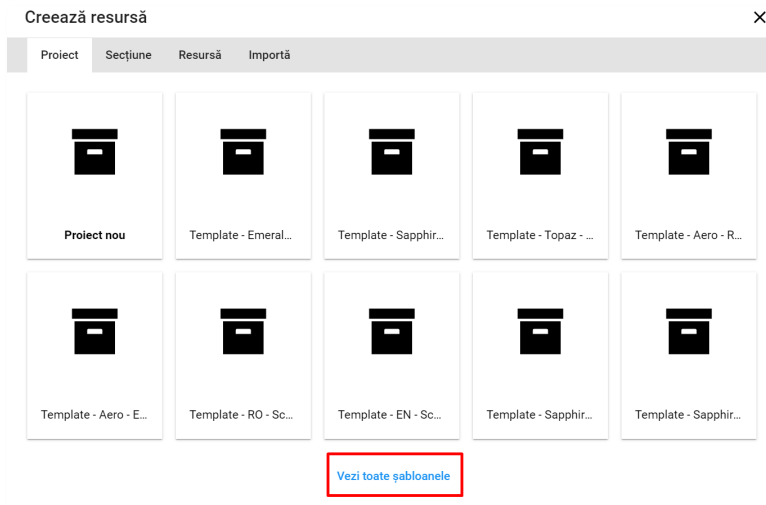 Creează resursă
Proiect Secțiune Resursă Importă
Proiect nou Template - Emeral... Template - Sapphir... Template - Topaz - ... Template - Aero - R...
Template - Aero - E... Template - RO - Sc... Template - EN - Sc... Template - Sapphir... Template - Sapphir...
Vezi toate șabloanele